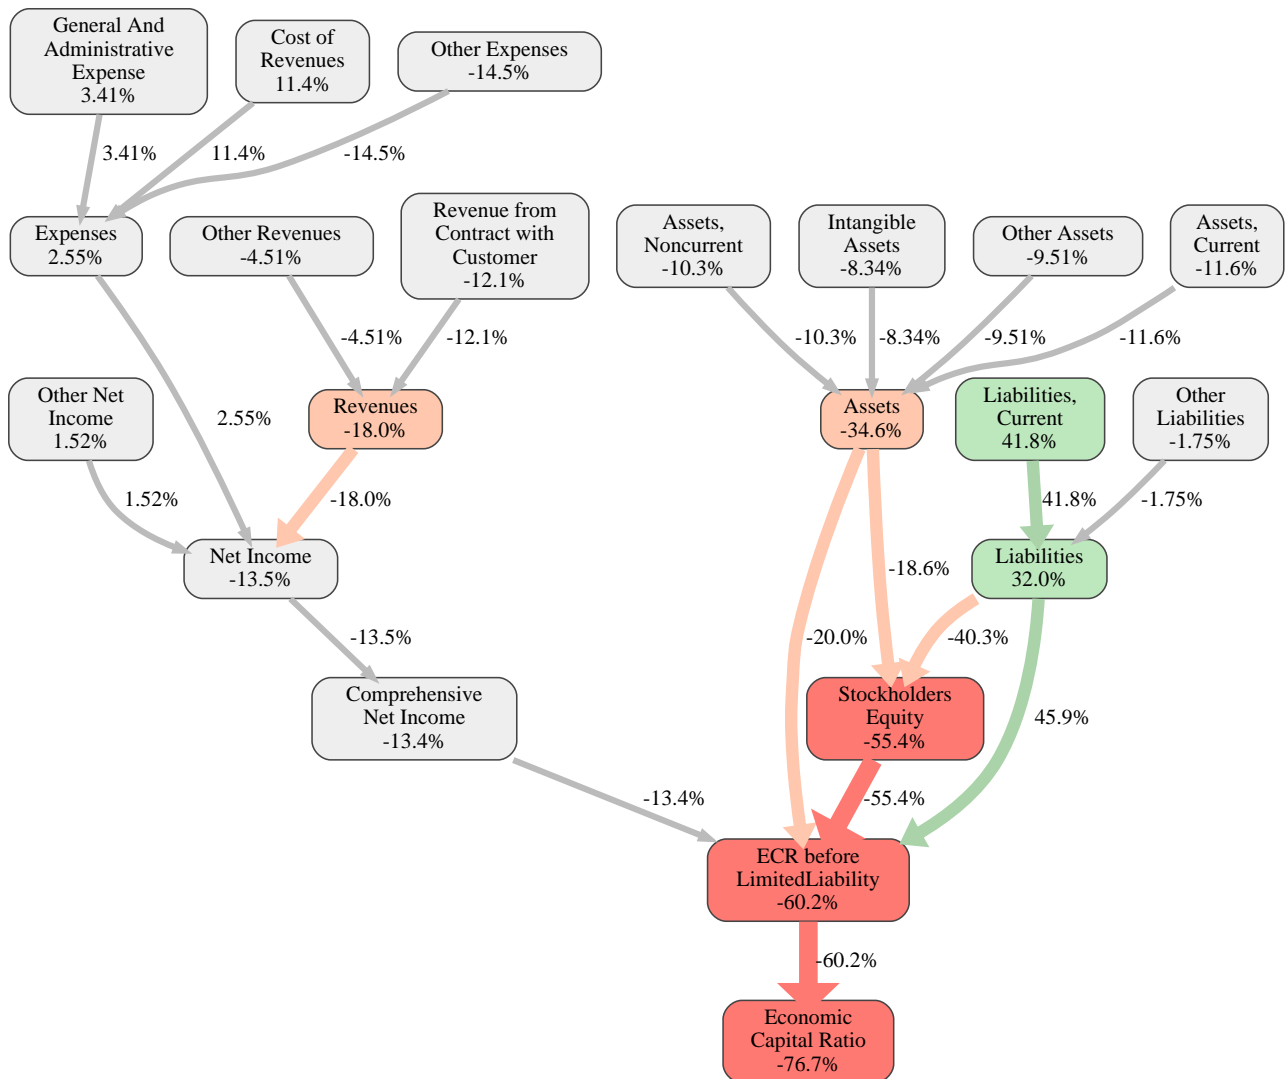 General And
Administrative
Expense
3.41%
Cost of
Revenues
11.4%
Other Expenses
-14.5%
3.41%
11.4%
-14.5%
Expenses
2.55%
Other Revenues
-4.51%
Revenue from
Contract with
Customer
-12.1%
Assets,
Noncurrent
-10.3%
Intangible
Assets
-8.34%
Other Assets
-9.51%
Assets,
Current
-11.6%
-4.51%
-12.1%
-10.3%
-8.34%
-9.51%
-11.6%
Other Net
Income
1.52%
2.55%
Revenues
-18.0%
Assets
-34.6%
Liabilities,
Current
41.8%
Other
Liabilities
-1.75%
1.52%
-18.0%
41.8%
-1.75%
Net Income
-13.5%
-18.6%
Liabilities
32.0%
-13.5%
-20.0%
-40.3%
Comprehensive
Net Income
-13.4%
Stockholders
Equity
-55.4%
45.9%
-13.4%
-55.4%
ECR before
LimitedLiability
-60.2%
-60.2%
Economic
Capital Ratio
-76.7%